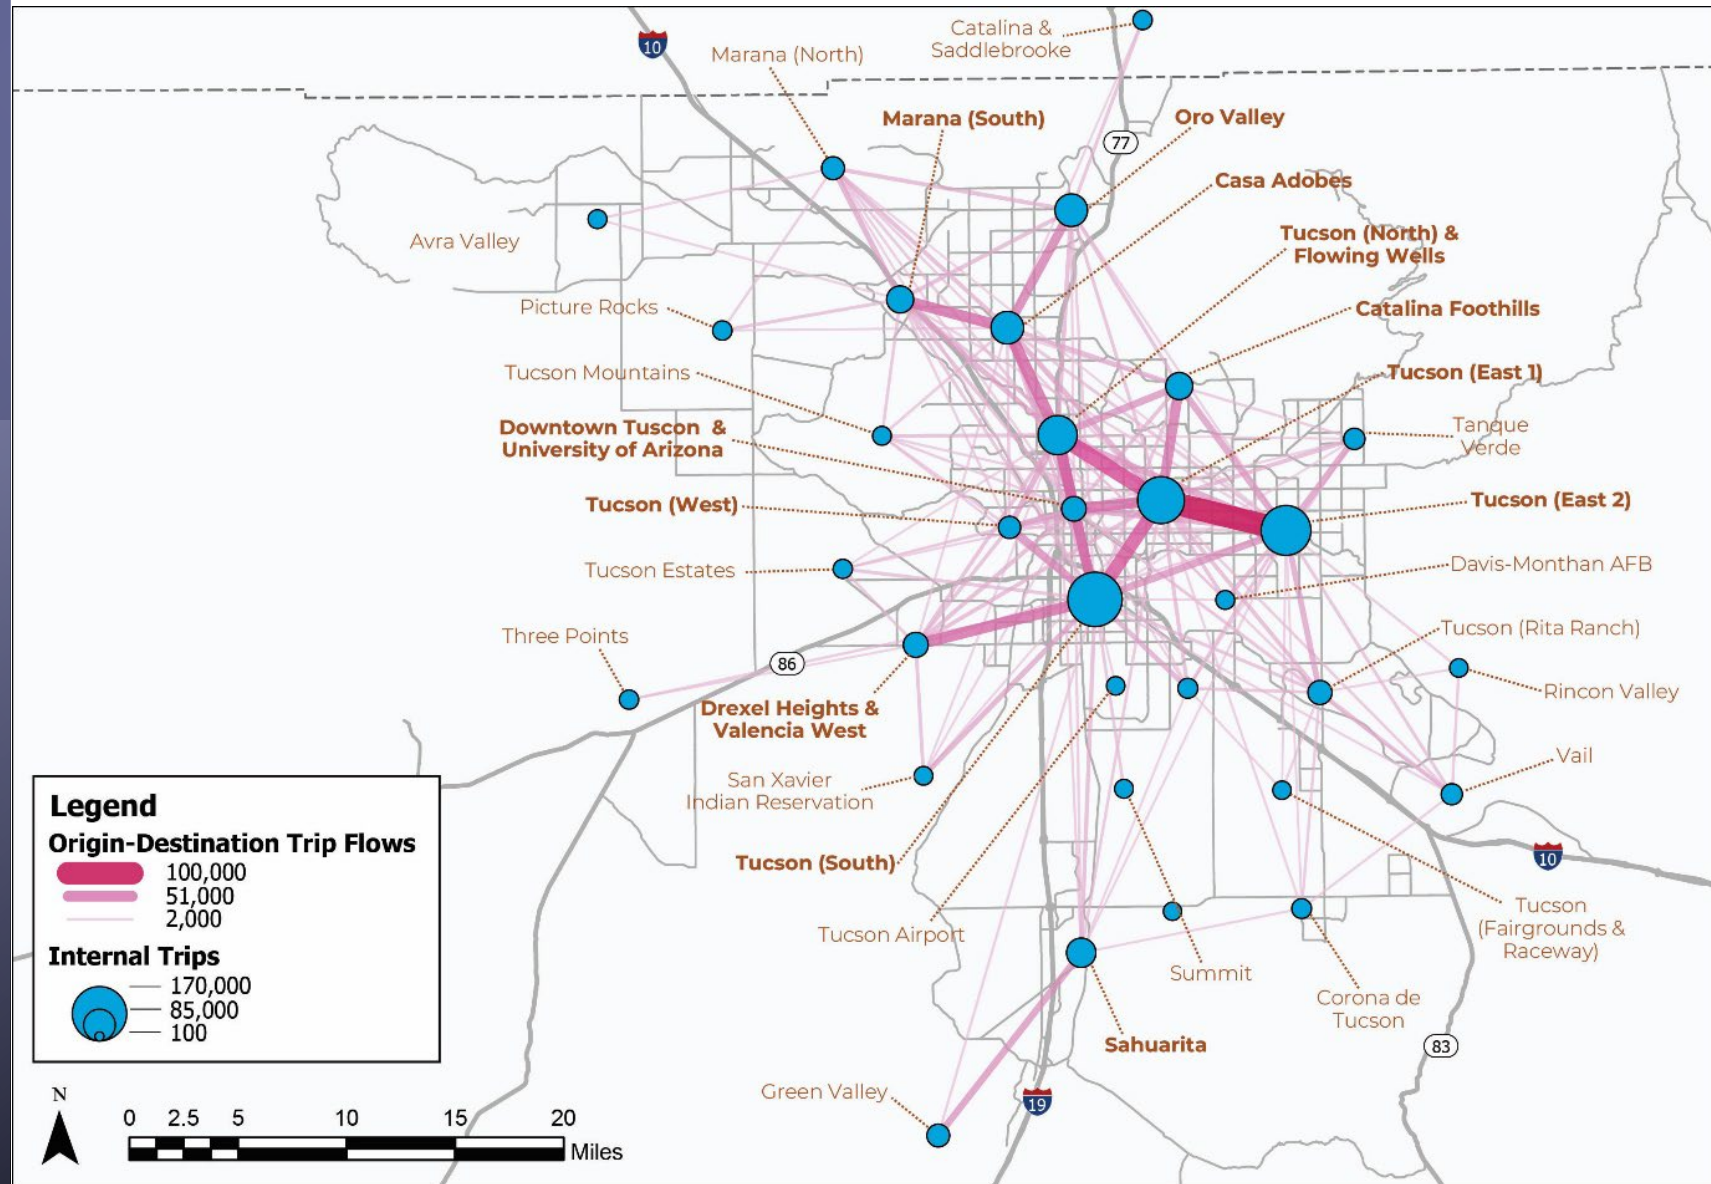 Catalina &
Saddlebrooke
10
Marana (North)
Marana (South)
Oro Valley
77
Casa Adobes
Avra Valley
Tucson (North) &
Flowing Wells
Picture Rocks
Catalina Foothills
Tucson Mountains
Tucson (East 1)
Downtown Tuscon &
University of Arizona
Tanque
Verde
Tucson (West)
Tucson (East 2)
Tucson Estates
Davis-Monthan AFB
Three Points
Tucson (Rita Ranch)
86
Rincon Valley
Drexel Heights &
Valencia West
Vail
San Xavier
Indian Reservation
Tucson (South)
10
Tucson Airport
Tucson
(Fairgrounds &
Raceway)
Summit
Corona de
Tucson
Sahuarita
83
Green Valley
19
Legend
Origin-Destination Trip Flows
100,000
51,000
2,000
Internal Trips
170,000
85,000
100
N
0 2.5 5 10 15 20
Miles